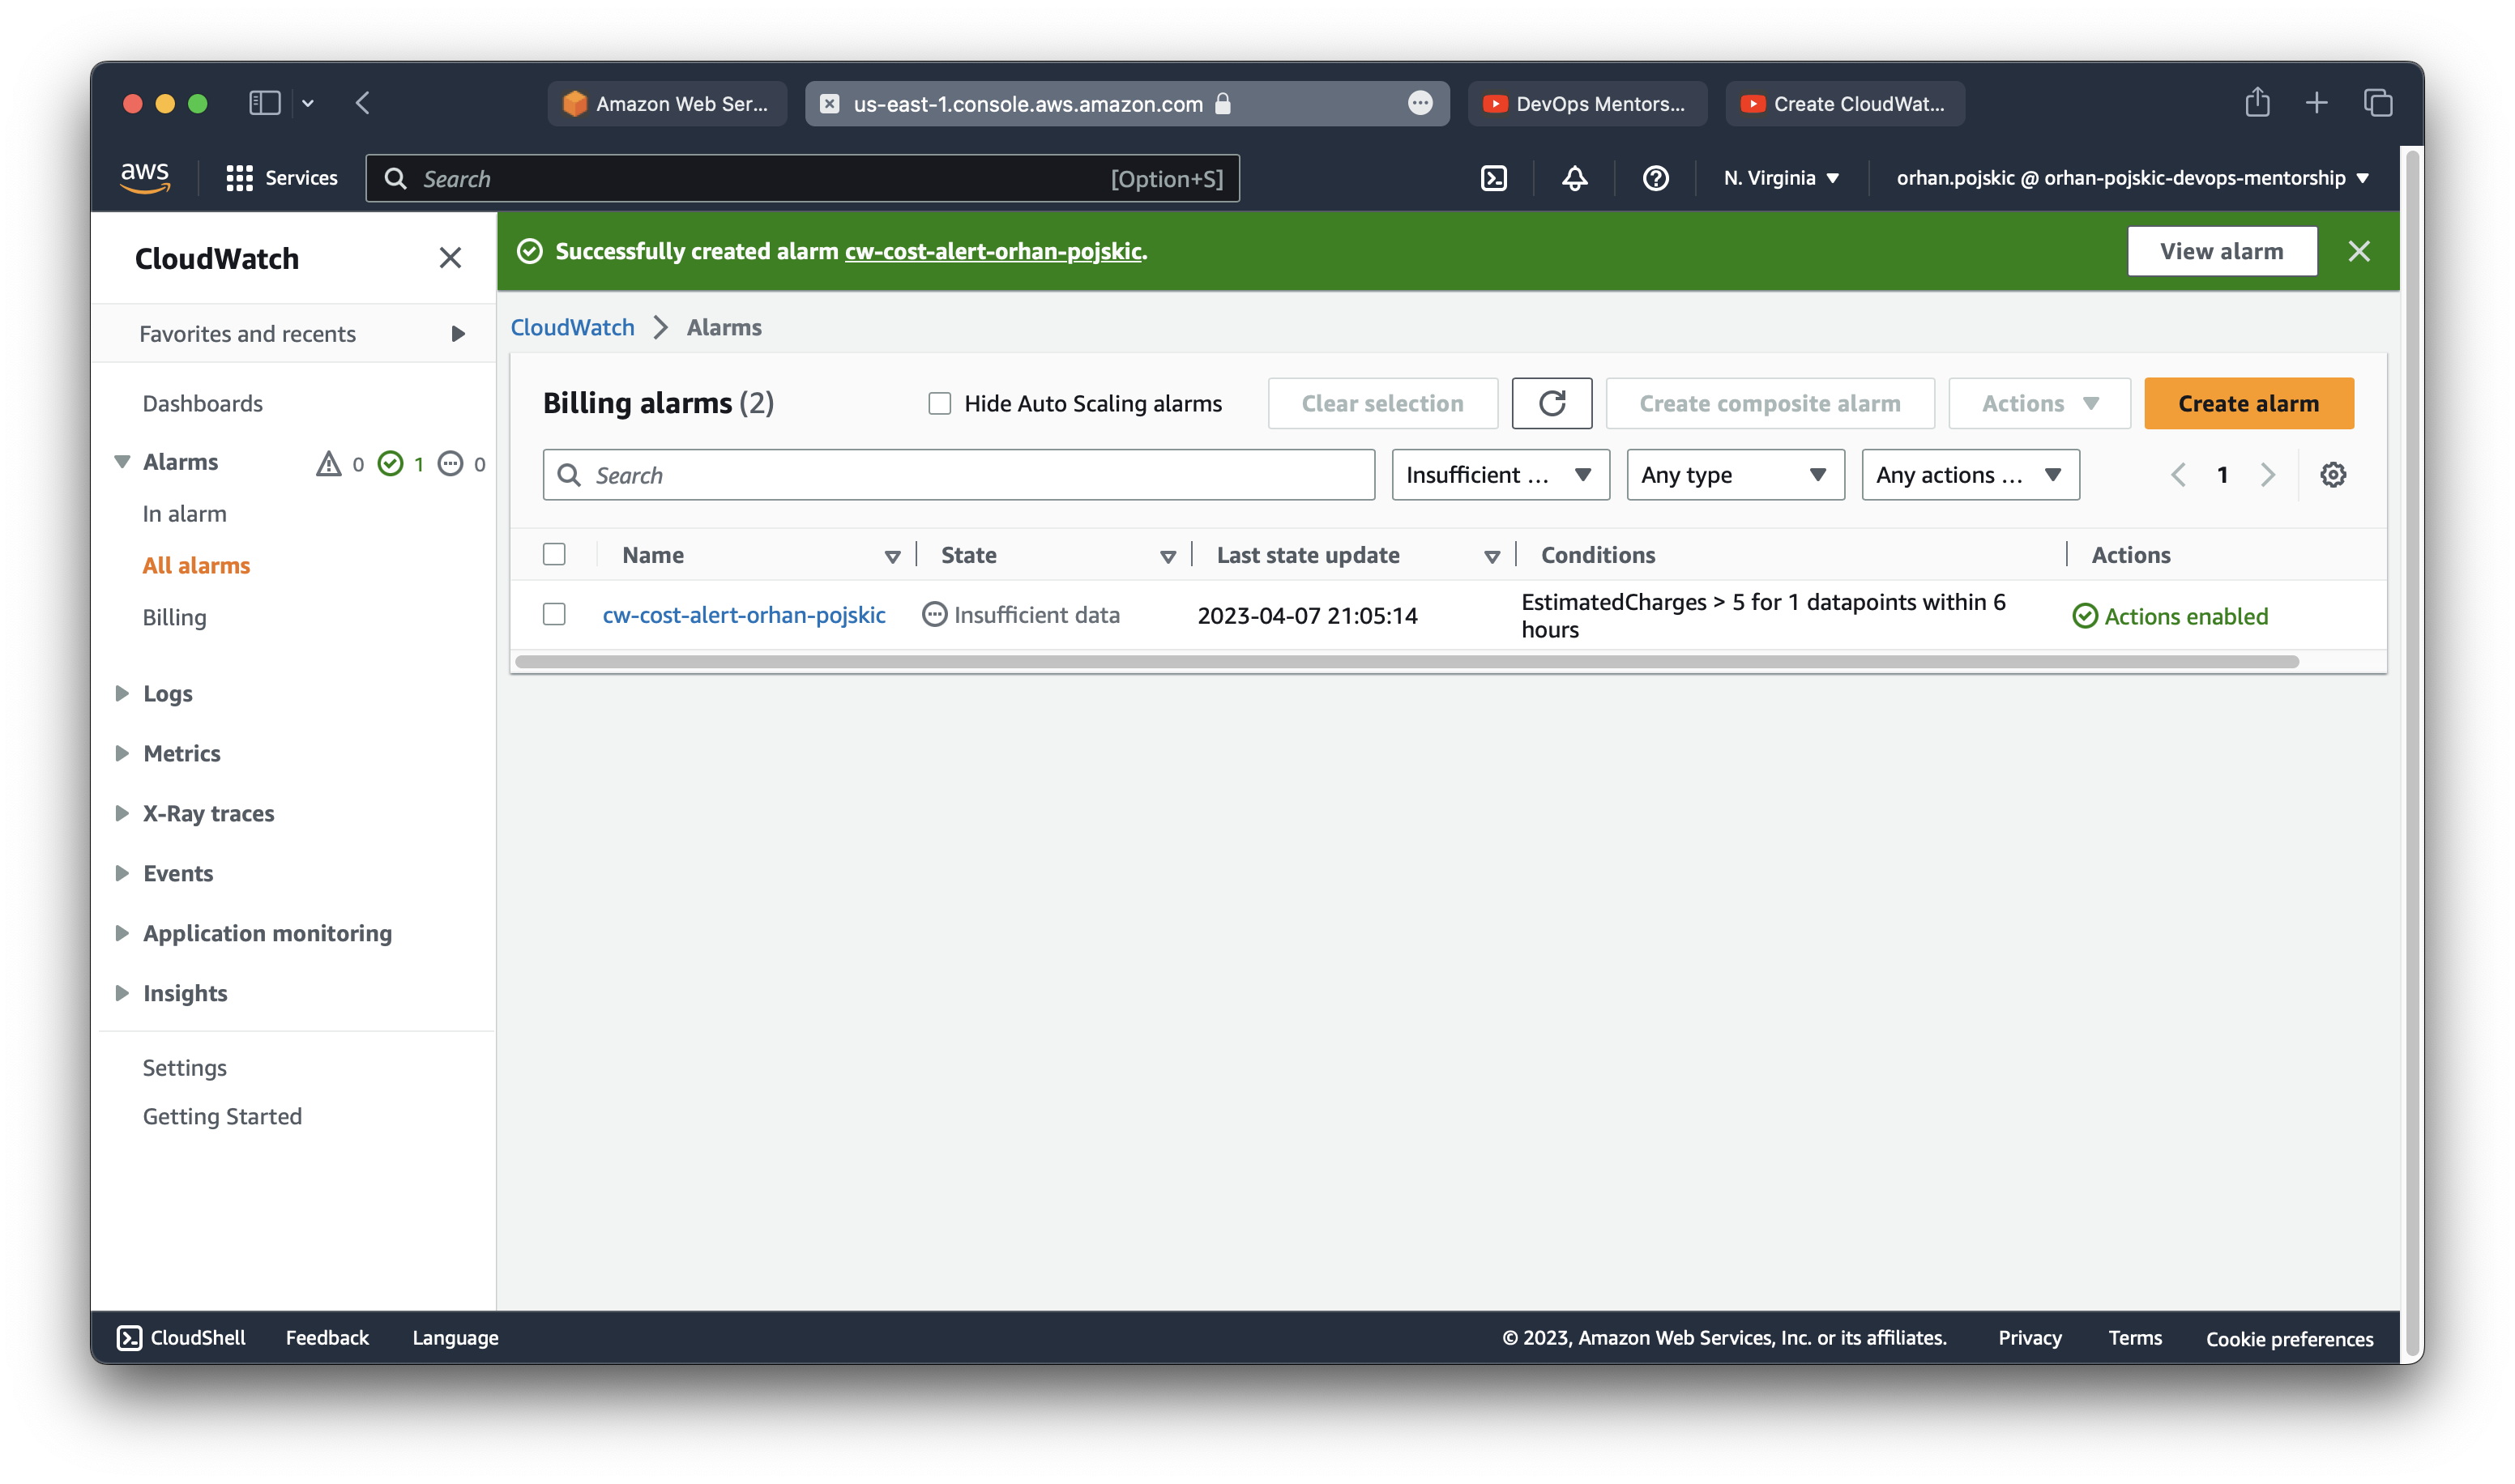 Amazon Web Ser...
us-east-1.console.aws.amazon.com
DevOps Mentors...
Create CloudWat...
aws
Services
Search
[Option+S]
N. Virginia
orhan.pojskic @ orhan-pojskic-devops-mentorship
CloudWatch
Favorites and recents
Dashboards
Alarms 0 1 0
In alarm
All alarms
Billing
Logs
Metrics
X-Ray traces
Events
Application monitoring
Insights
Settings
Getting Started
Successfully created alarm cw-cost-alert-orhan-pojskic.
View alarm
CloudWatch
Alarms
Billing alarms (2)
Hide Auto Scaling alarms
Clear selection
Create composite alarm
Actions
Create alarm
Search
Insufficient ...
Any type
Any actions ...
1
Name
State
Last state update
Conditions
Actions
cw-cost-alert-orhan-pojskic
Insufficient data
2023-04-07 21:05:14
EstimatedCharges > 5 for 1 datapoints within 6
hours
Actions enabled
CloudShell
Feedback
Language
© 2023, Amazon Web Services, Inc. or its affiliates.
Privacy
Terms
Cookie preferences